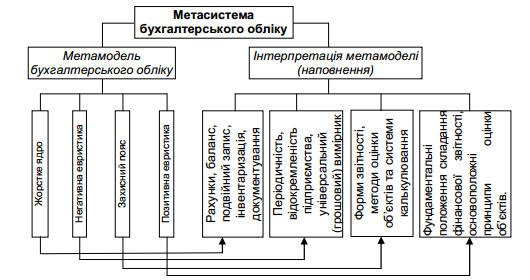 Метасистема
бухгалтерського обліку
Метамодель
бухгалтерського обліку
Інтерпретація метамоделі
(наповнення)
Жорстке ядро
Негативна евристика
Захисний пояс
Позитивна евристика
Рахунки, баланс,
подвійний запис,
інвентаризація,
документування
Періодичність,
відокремленість
підприємства,
універсальний
(грошовий) вимірник
Форми звітності,
методи оцінки
об'єктів та системи
калькулювання
Фундаментальні
положення складання
фінансової звітності,
основоположні
принципи оцінки
об'єктів.